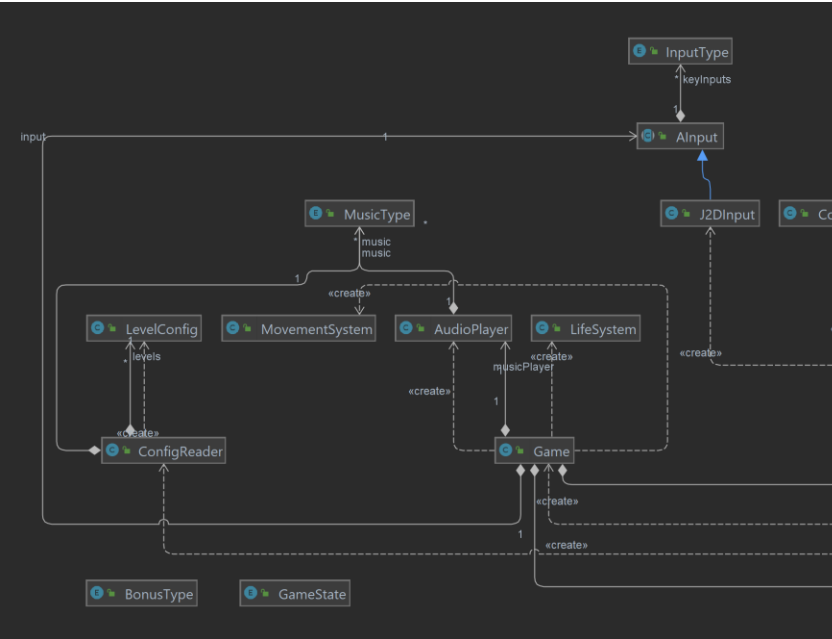 InputType
* keyInputs
1
input
1
AInput
MusicType
J2DInput
Co
*
* music
music
1
«create»
1
LevelConfig
MovementSystem
AudioPlayer
LifeSystem
* levels
«create»
«create»
musicPlayer
«create»
1
«create»
ConfigReader
Game
«create»
1
«create»
BonusType
GameState